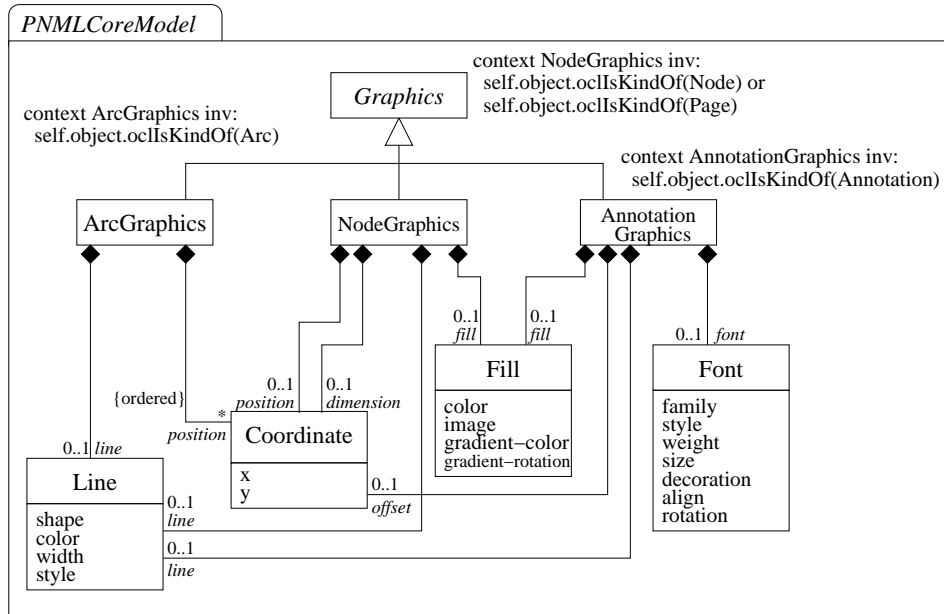 PNMLCoreModel
context NodeGraphics inv:
self.object.oclIsKindOf(Node) or
self.object.oclIsKindOf(Page)
Graphics
context ArcGraphics inv:
self.object.oclIsKindOf(Arc)
context AnnotationGraphics inv:
self.object.oclIsKindOf(Annotation)
ArcGraphics
NodeGraphics
Annotation
Graphics
0..1
fill
0..1
fill
0..1
font
Fill
color
image
gradient−color
gradient−rotation
Font
family
style
weight
size
decoration
align
rotation
0..1
position
0..1
dimension
{ordered}
*
position
Coordinate
x
y
0..1
offset
0..1
line
Line
shape
color
width
style
0..1
line
0..1
line